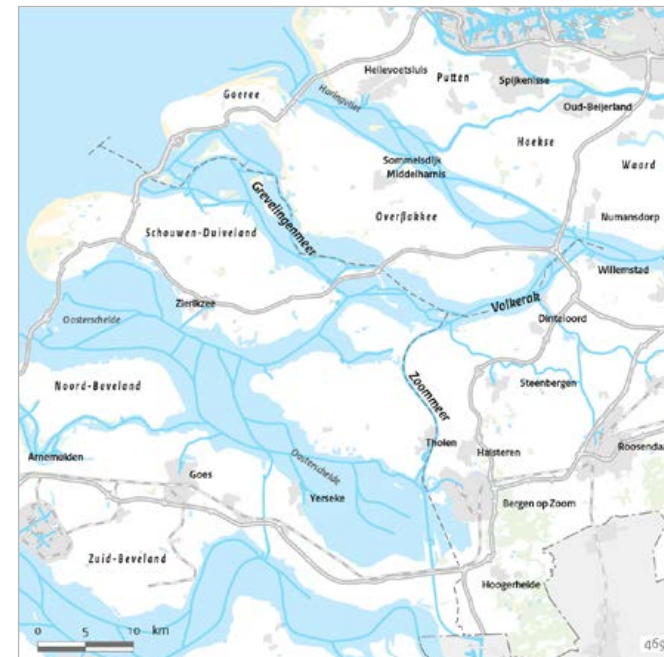 Hellevoetsluis
Putten
Spijkenisse
Goeree
Haringvliet
Oud-Beijerland
Hoekse
Waard
Sommelsdijk
Middelharnis
Grevelingenmeer
Overflakkee
Numansdorp
Schouwen-Duiveland
Willemstad
Zierikzee
Volkerak
Oosterschelde
Dinteloord
Zoommeer
Noord-Beveland
Steenbergen
Tholen
Halsteren
Roosendaa
Arnemuiden
Goes
Oosterschelde
Yerseke
Bergen op Zoom
Zuid-Beveland
Hoogerheide
0 5 10 km
469